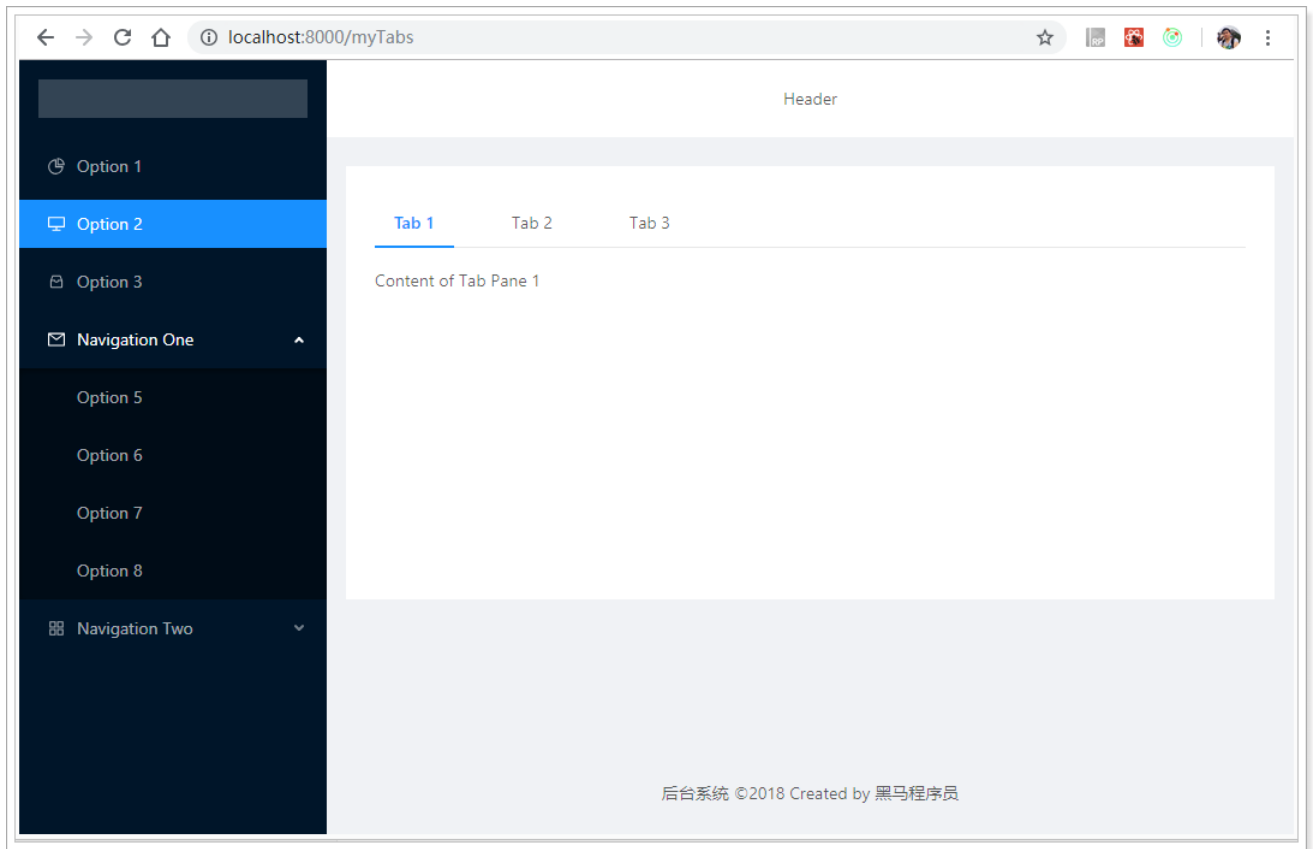 localhost:8000/myTabs
RP
Header
Option 1
Option 2
Option 3
Navigation One
Option 5
Option 6
Option 7
Option 8
Navigation Two
Tab 1 Tab 2 Tab 3
Content of Tab Pane 1
后台系统 ©2018 Created by 黑马程序员